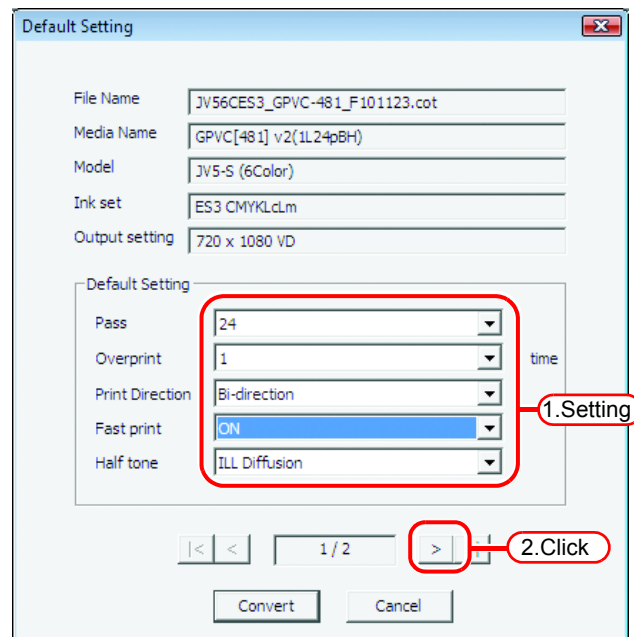 Default Setting
File Name JV56CES3_GPVC-481_F101123.cot
Media Name GPVC[481] v2(1L24pBH)
Model JV5-S (6Color)
Ink set ES3 CMYKLcLm
Output setting 720 x 1080 VD
Default Setting
Pass 24
Overprint 1 time
Print Direction Bi-direction
1.Setting
Fast print ON
Half tone ILL Diffusion
|< < 1 / 2 > 2.Click
Convert Cancel